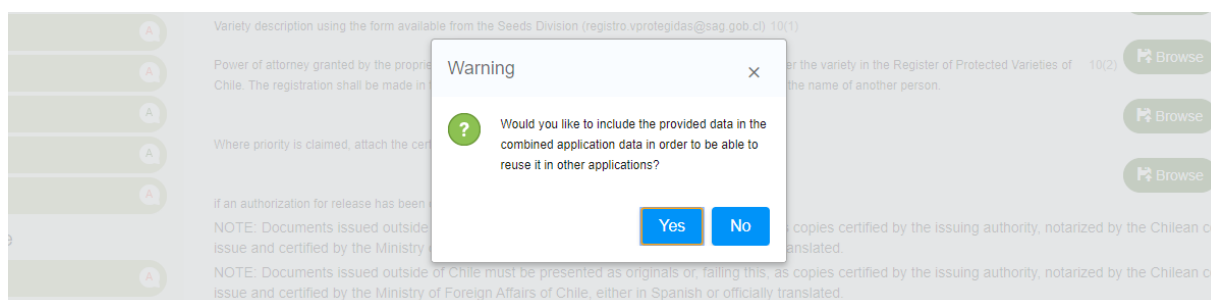 Variety description using the form available from the Seeds Division (registro.vprotegidas@sag.gob.cl) 10(1)
Power of attorney granted by the proprie
er the variety in the Register of Protected Varieties of 10(2)
Browse
Chile. The registration shall be made in
the name of another person.
Warning
×
Would you like to include the provided data in the
combined application data in order to be able to
reuse it in other applications?
Yes
No
Browse
Where priority is claimed, attach the cer
Browse
if an authorization for release has been
NOTE: Documents issued outside
copies certified by the issuing authority, notarized by the Chilean c
issue and certified by the Ministry
anslated.
NOTE: Documents issued outside of Chile must be presented as originals or, failing this, as copies certified by the issuing authority, notarized by the Chilean c
issue and certified by the Ministry of Foreign Affairs of Chile, either in Spanish or officially translated.
A
A
A
A
A
A